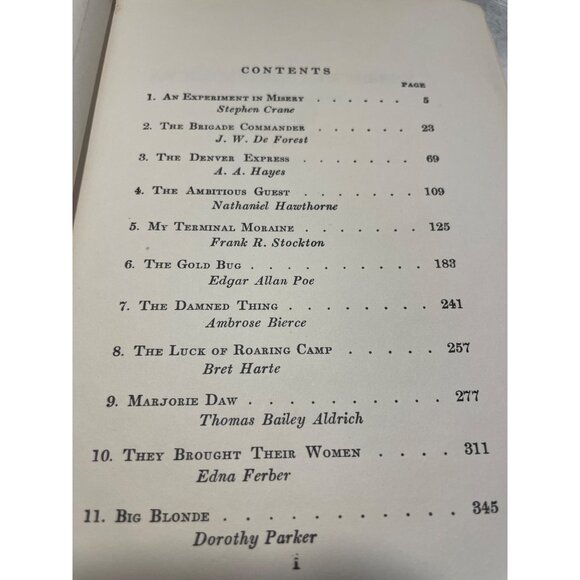 CONTENTS
PAGE
1. An Experiment in Misery . . . . . . 5
Stephen Crane
2. The Brigade Commander . . . . . . . 23
J. W. De Forest
3. The Denver Express . . . . . . . . 69
A. A. Hayes
4. The Ambitious Guest . . . . . . . 109
Nathaniel Hawthorne
5. My Terminal Moraine . . . . . . . 125
Frank R. Stockton
6. The Gold Bug . . . . . . . . . . 183
Edgar Allan Poe
7. The Damned Thing . . . . . . . . 241
Ambrose Bierce
8. The Luck of Roaring Camp . . . . . 257
Bret Harte
9. Marjorie Daw . . . . . . . . . . 277
Thomas Bailey Aldrich
10. They Brought Their Women . . . . 311
Edna Ferber
11. Big Blonde . . . . . . . . . . . 345
Dorothy Parker
i